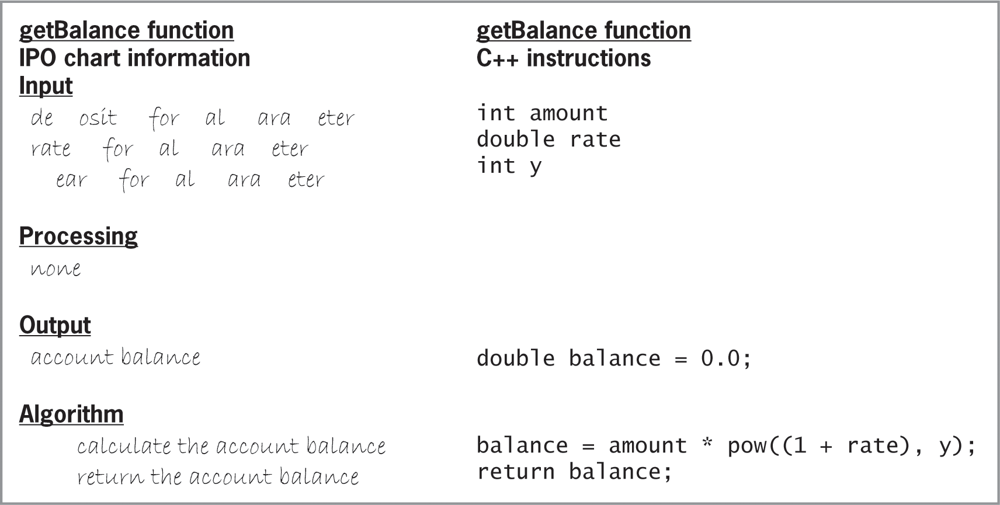 getBalance function
IPO chart information
Input
de osit for al ara eter
rate for al ara eter
ear for al ara eter
Processing
none
Output
account balance
Algorithm
calculate the account balance
return the account balance
getBalance function
C++ instructions
int amount
double rate
int y
double balance = 0.0;
balance = amount * pow((1 + rate), y);
return balance;